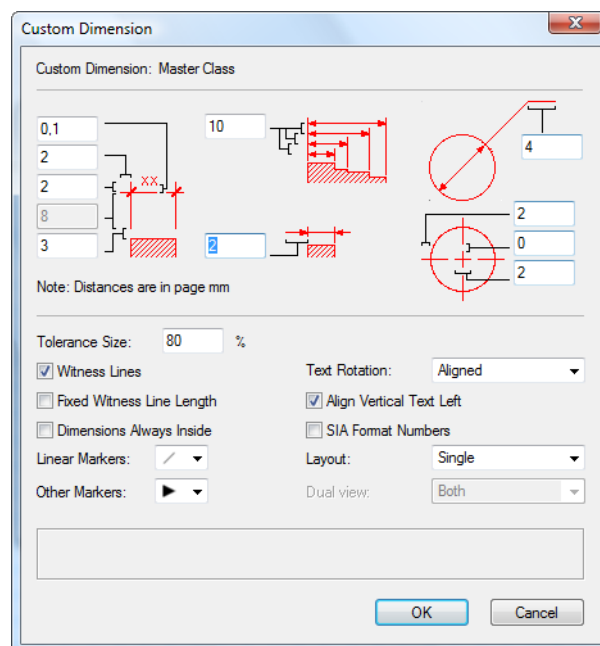 Custom Dimension
Custom Dimension: Master Class
0,1
2
2
8
3
xx
10
2
4
2
0
2
Note: Distances are in page mm
Tolerance Size: 80 %
Witness Lines
Text Rotation: Aligned
Fixed Witness Line Length
Align Vertical Text Left
Dimensions Always Inside
SIA Format Numbers
Linear Markers:
Layout: Single
Other Markers:
Dual view: Both
OK
Cancel